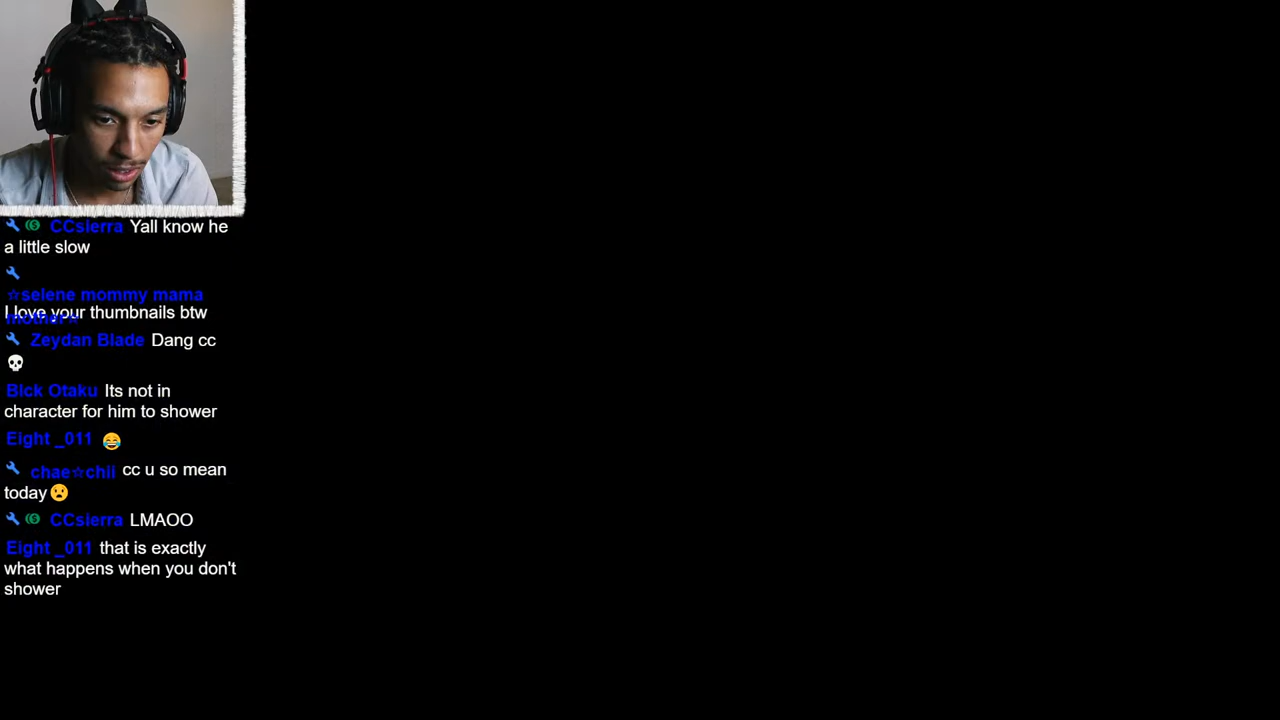 CCsierra Yall know he
a little slow
☆selene mommy mama
mother☆
I love your thumbnails btw
Zeydan Blade Dang cc
💀
Blck Otaku Its not in
character for him to shower
Eight _011 😂
chae☆chii cc u so mean
today😧
CCsierra LMAOO
Eight _011 that is exactly
what happens when you don't
shower